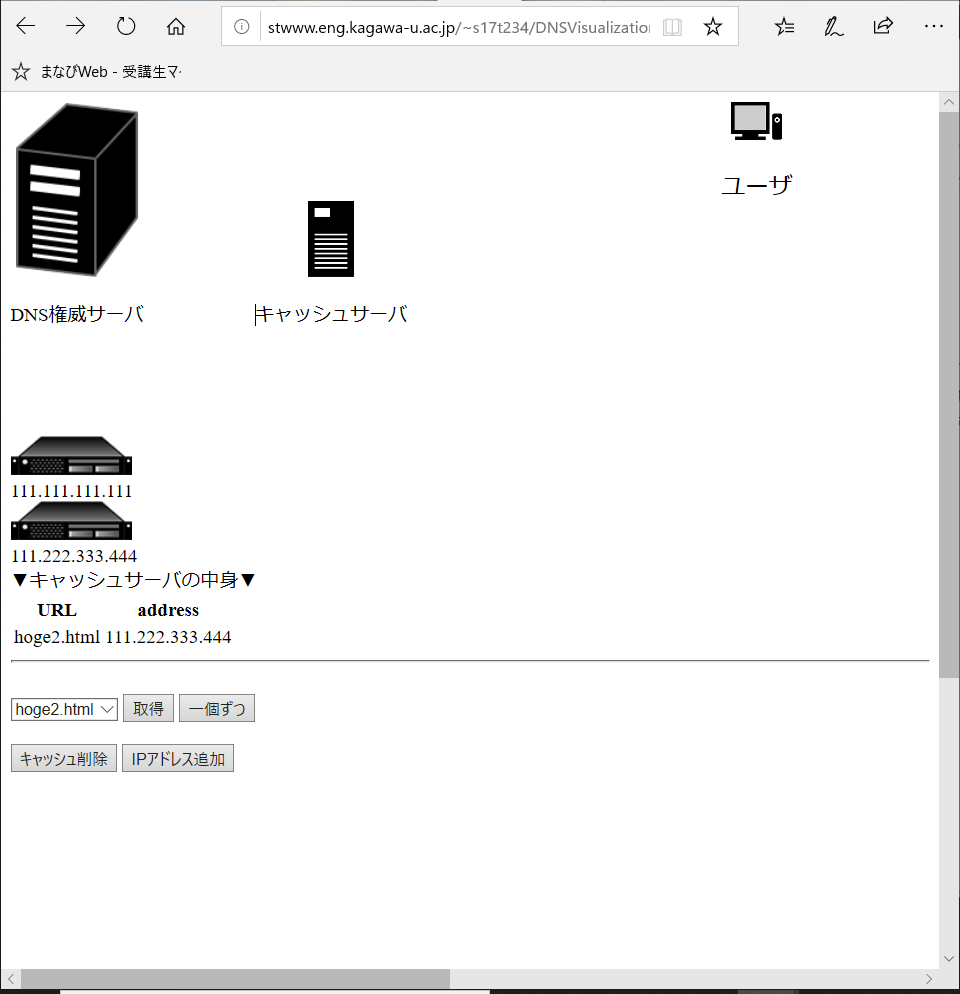 stwww.eng.kagawa-u.ac.jp/~s17t234/DNSVisualizatio
まなびWeb - 受講生マ
ユーザ
DNS権威サーバ キャッシュサーバ
111.111.111.111
111.222.333.444
▼キャッシュサーバの中身▼
URL address
hoge2.html 111.222.333.444
hoge2.html 取得 一個ずつ
キャッシュ削除 IPアドレス追加